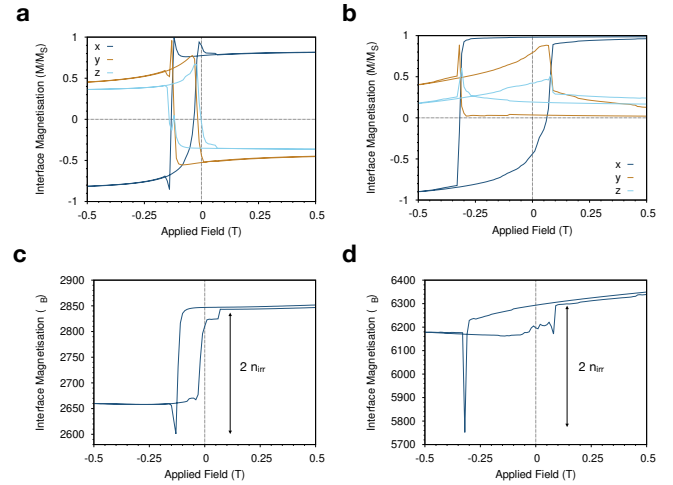 a
x
y
z
1
0.5
0
-0.5
-1
-0.5
-0.25
0
0.25
0.5
Interface Magnetisation (M/MS)
Applied Field (T)
b
1
0.5
0
-0.5
-1
x
y
z
-0.5
-0.25
0
0.25
0.5
Interface Magnetisation (M/MS)
Applied Field (T)
c
2900
2850
2800
2750
2700
2650
2600
2 nirr
-0.5
-0.25
0
0.25
0.5
Interface Magnetisation ( B)
Applied Field (T)
d
6400
6300
6200
6100
6000
5900
5800
5700
2 nirr
-0.5
-0.25
0
0.25
0.5
Interface Magnetisation ( B)
Applied Field (T)